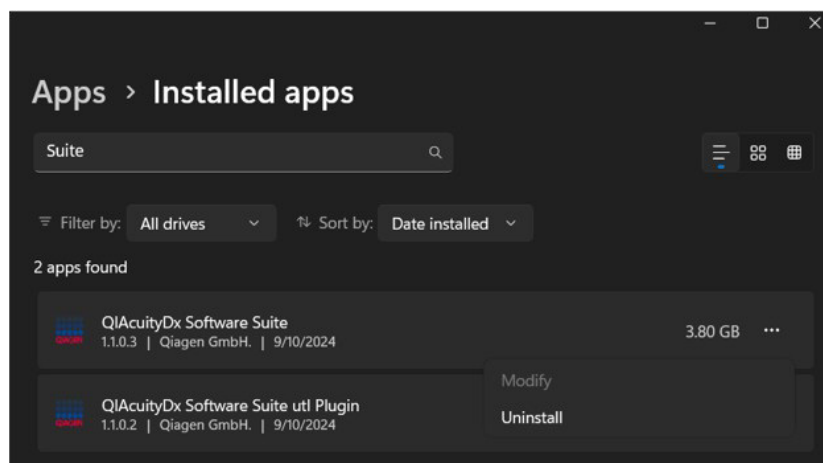 Apps > Installed apps
Suite
Filter by: All drives Sort by: Date installed
2 apps found
QIAcuityDx Software Suite
1.1.0.3 | Qiagen GmbH. | 9/10/2024
3.80 GB
Modify
Uninstall
QIAcuityDx Software Suite utl Plugin
1.1.0.2 | Qiagen GmbH. | 9/10/2024